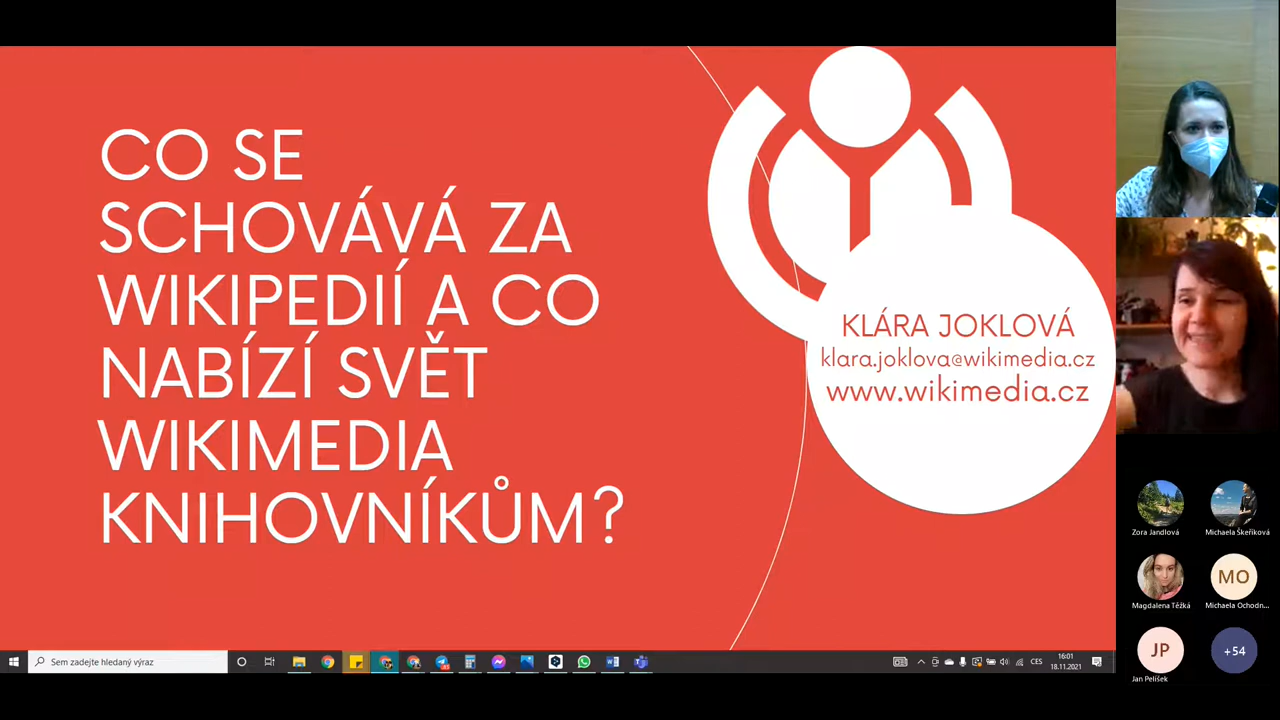 CO SE
SCHOVÁVÁ ZA
WIKIPEDIÍ A CO
NABÍZÍ SVĚT
WIKIMEDIA
KNIHOVNÍKŮM?
KLÁRA JOKLOVÁ
klara.joklova@wikimedia.cz
www.wikimedia.cz
Zora Jandlová
Michaela Škeříková
Magdalena Těžká
MO
Michaela Ochodn...
JP
Jan Pelíšek
+54
Sem zadejte hledaný výraz
CES
16:01
18.11.2021